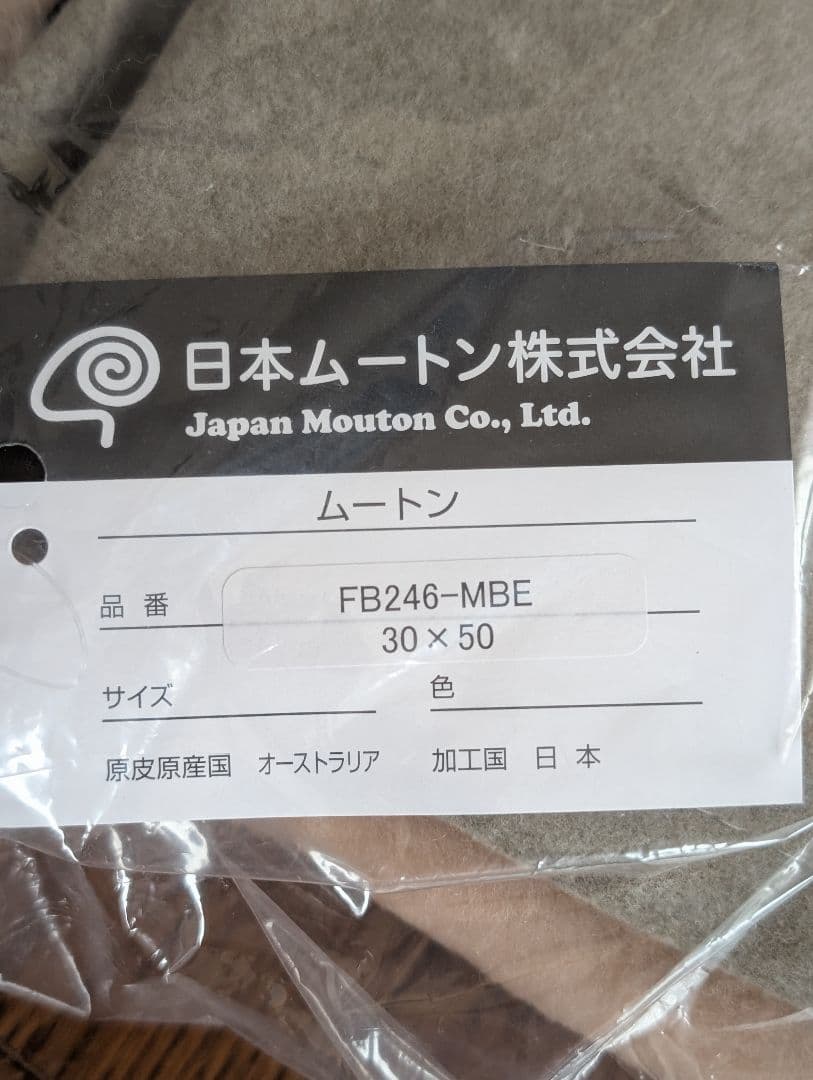 日本ムートン株式会社
Japan Mouton Co., Ltd.
ムートン
品番 FB246-MBE
30×50
サイズ 色
原皮原産国 オーストラリア 加工国 日本